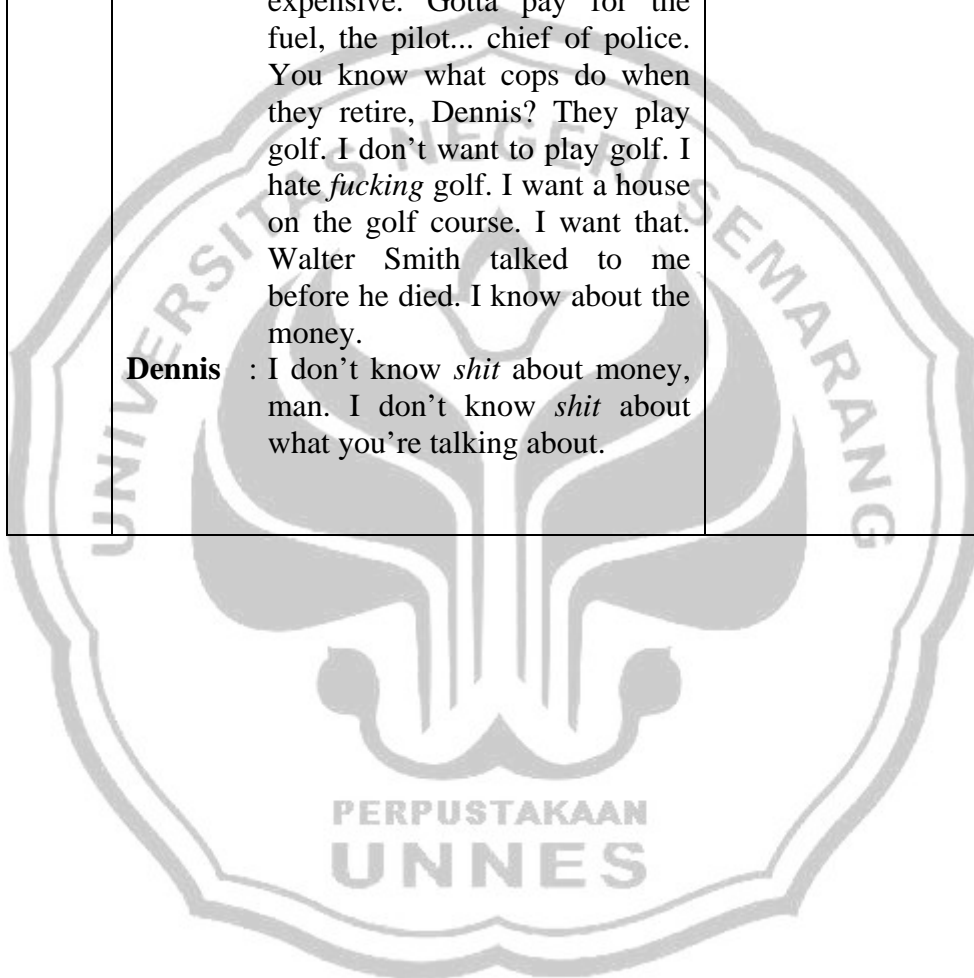 expensive. Gotta pay for the
fuel, the pilot... chief of police.
You know what cops do when
they retire, Dennis? They play
golf. I don’t want to play golf. I
hate fucking golf. I want a house
on the golf course. I want that.
Walter Smith talked to me
before he died. I know about the
money.
Dennis : I don’t know shit about money,
man. I don’t know shit about
what you’re talking about.
UNIVERSITAS NEGERI SEMARANG
PERPUSTAKAAN
UNNES